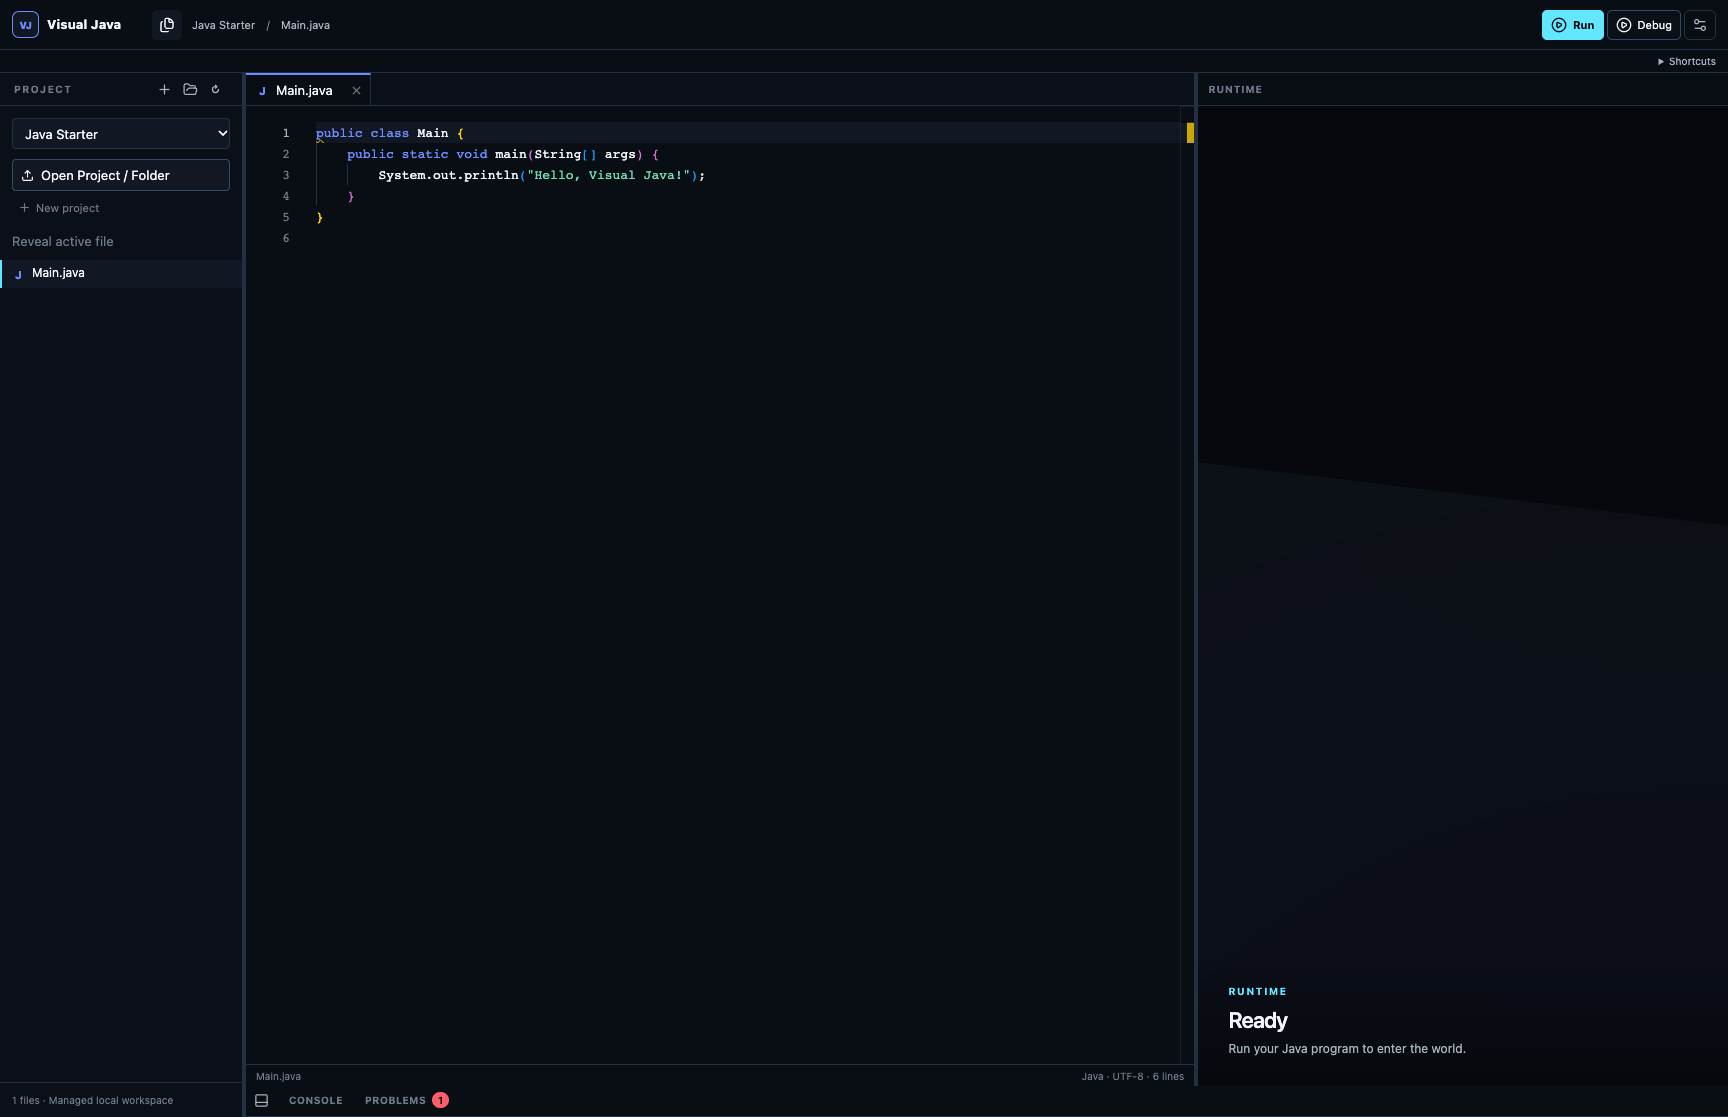 VJ Visual Java Java Starter / Main.java Run Debug
Shortcuts
PROJECT
Java Starter
Open Project / Folder
New project
Reveal active file
J Main.java
1 files · Managed local workspace
J Main.java
1 public class Main {
2 public static void main(String[] args) {
3 System.out.println("Hello, Visual Java!");
4 }
5 }
6
Main.java Java · UTF-8 · 6 lines
CONSOLE PROBLEMS 1
RUNTIME
RUNTIME
Ready
Run your Java program to enter the world.